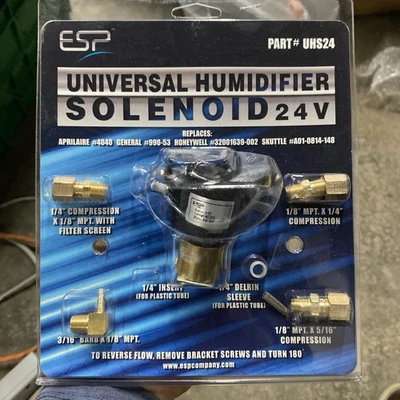 ESP
PART# UHS24
UNIVERSAL HUMIDIFIER
SOLENOID 24V
REPLACES:
APRILAIRE #4040 GENERAL #990-53 HONEYWELL #32001639-002 SKUTTLE #A01-0814-148
ESP
1/4" COMPRESSION
X 1/8" MPT. WITH
FILTER SCREEN
1/8" MPT. X 1/4"
COMPRESSION
1/4" INSERT
(FOR PLASTIC TUBE)
1/4" DELRIN
SLEEVE
(FOR PLASTIC TUBE)
3/16" BARB X 1/8" MPT.
1/8" MPT. X 5/16"
COMPRESSION
TO REVERSE FLOW, REMOVE BRACKET SCREWS AND TURN 180°
www.espcompany.com